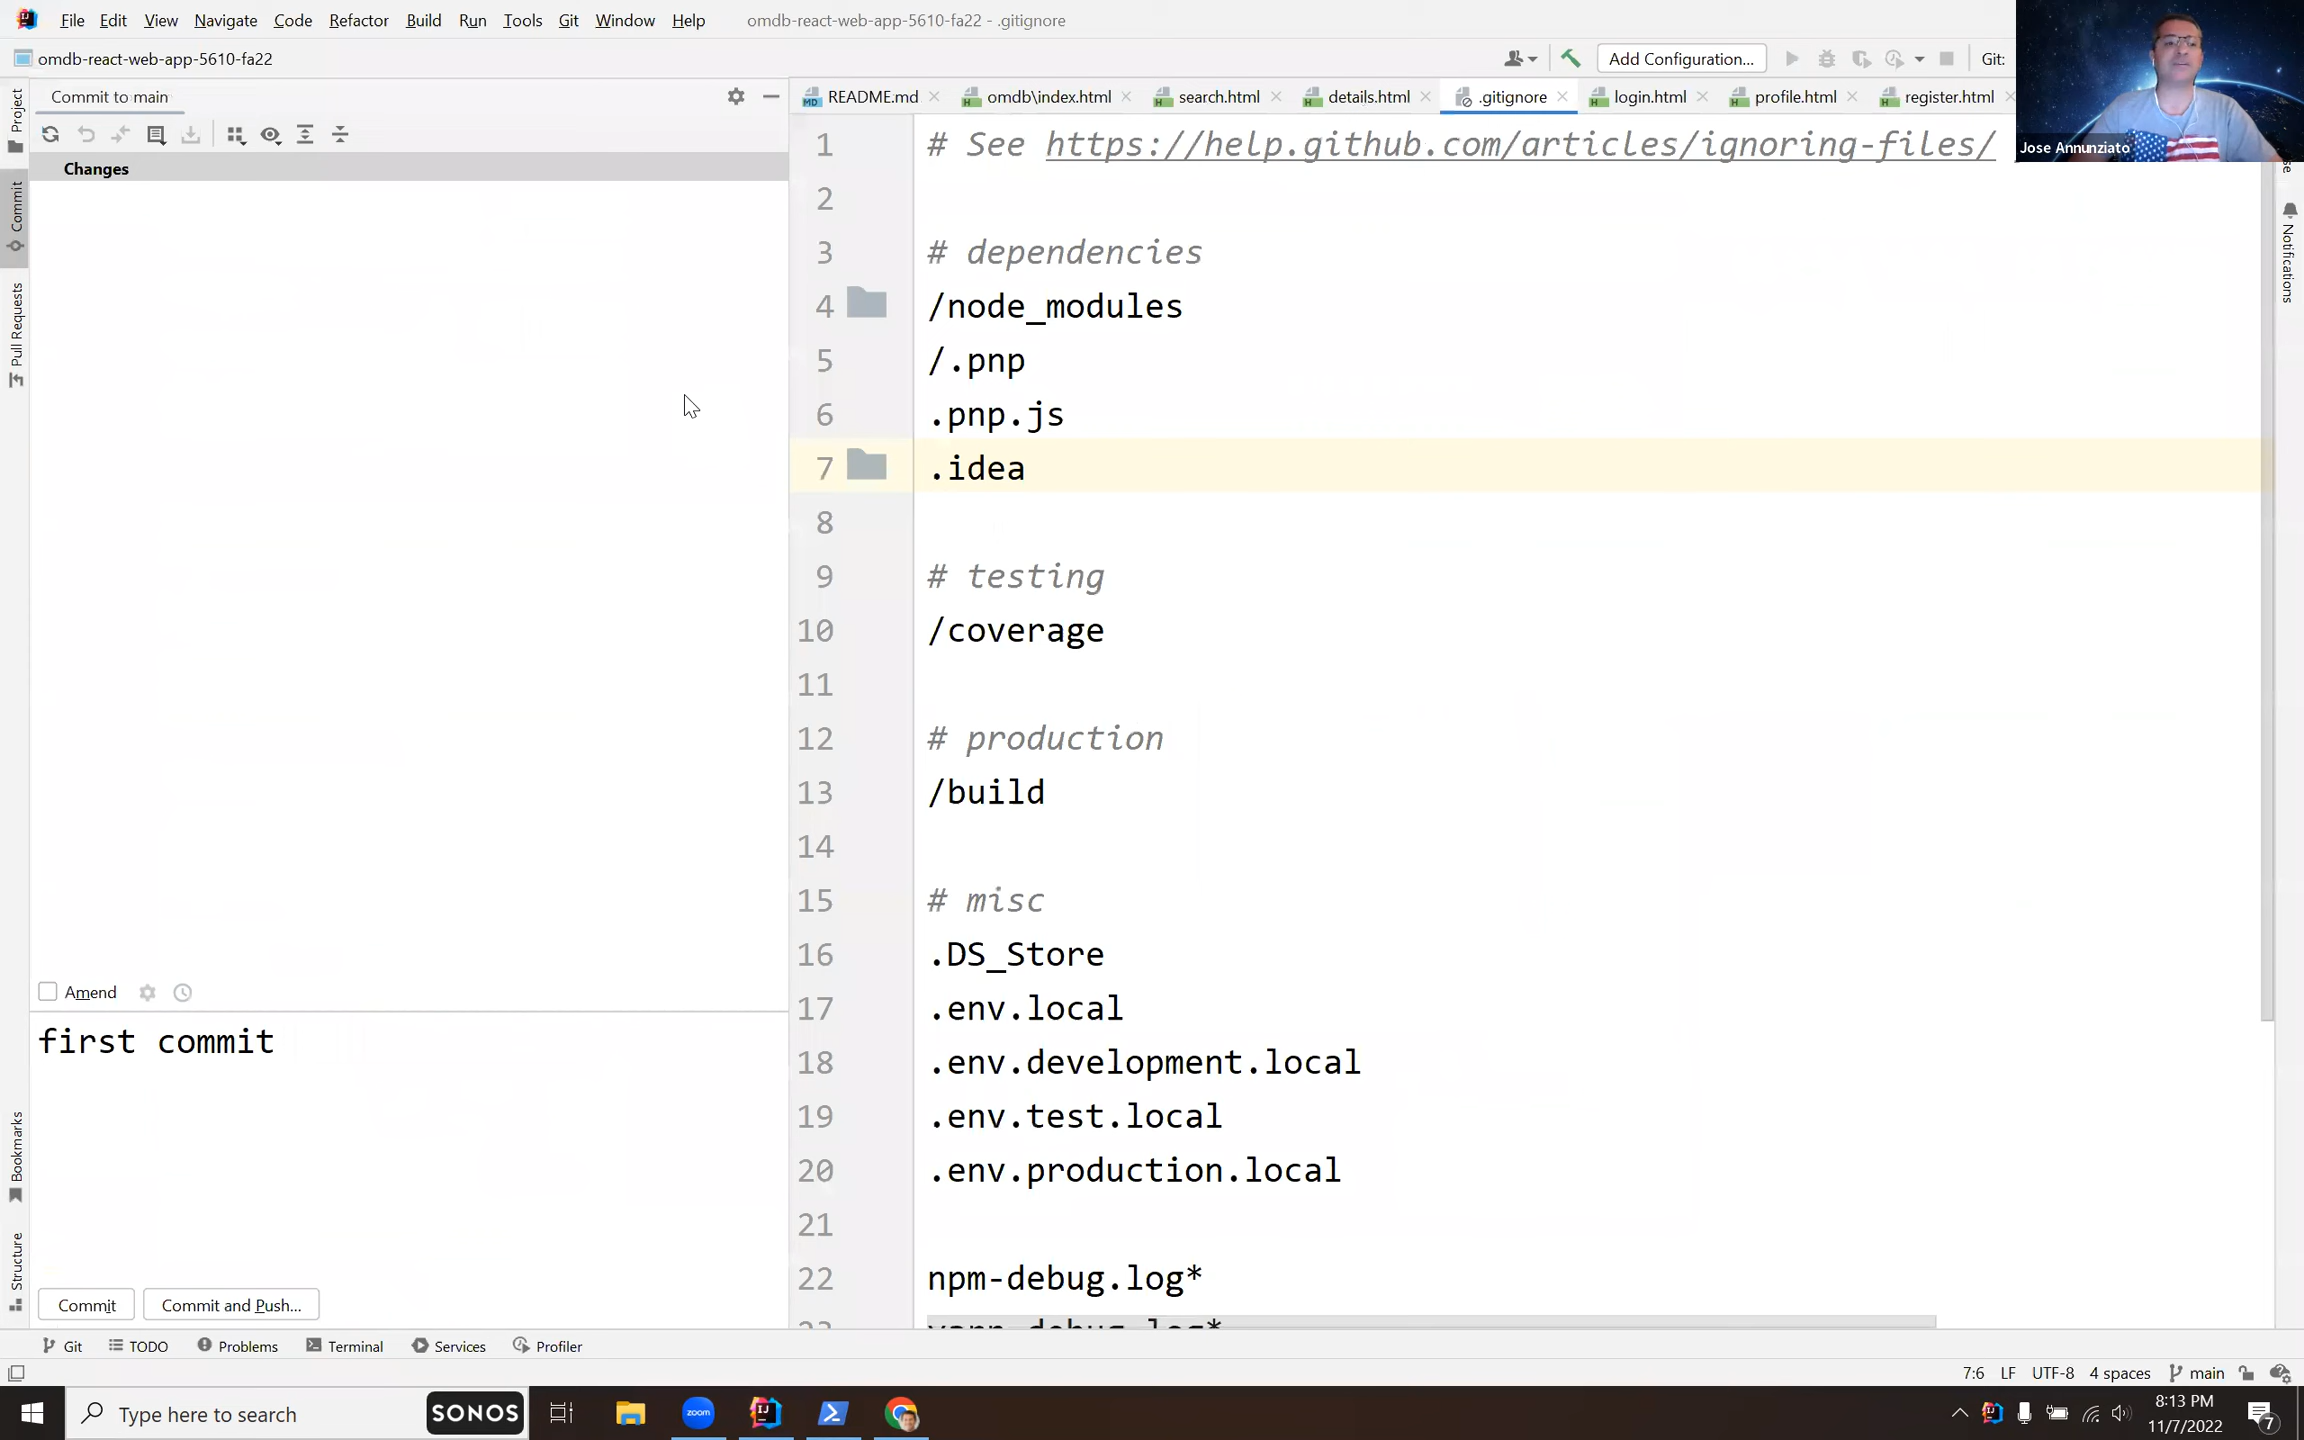 File Edit View Navigate Code Refactor Build Run Tools Git Window Help omdb-react-web-app-5610-fa22 - .gitignore
omdb-react-web-app-5610-fa22
Add Configuration...
Git:
Commit to main
README.md
omdb\index.html
search.html
details.html
.gitignore
login.html
profile.html
register.html
Jose Annunziato
Project
Commit
Pull Requests
Bookmarks
Structure
Notifications
Changes
1 # See https://help.github.com/articles/ignoring-files/
2
3 # dependencies
4 /node_modules
5 /.pnp
6 .pnp.js
7 .idea
8
9 # testing
10 /coverage
11
12 # production
13 /build
14
15 # misc
16 .DS_Store
17 .env.local
18 .env.development.local
19 .env.test.local
20 .env.production.local
21
22 npm-debug.log*
Amend
first commit
Commit
Commit and Push...
Git TODO Problems Terminal Services Profiler
7:6 LF UTF-8 4 spaces main
Type here to search
SONOS
zoom
8:13 PM
11/7/2022
7